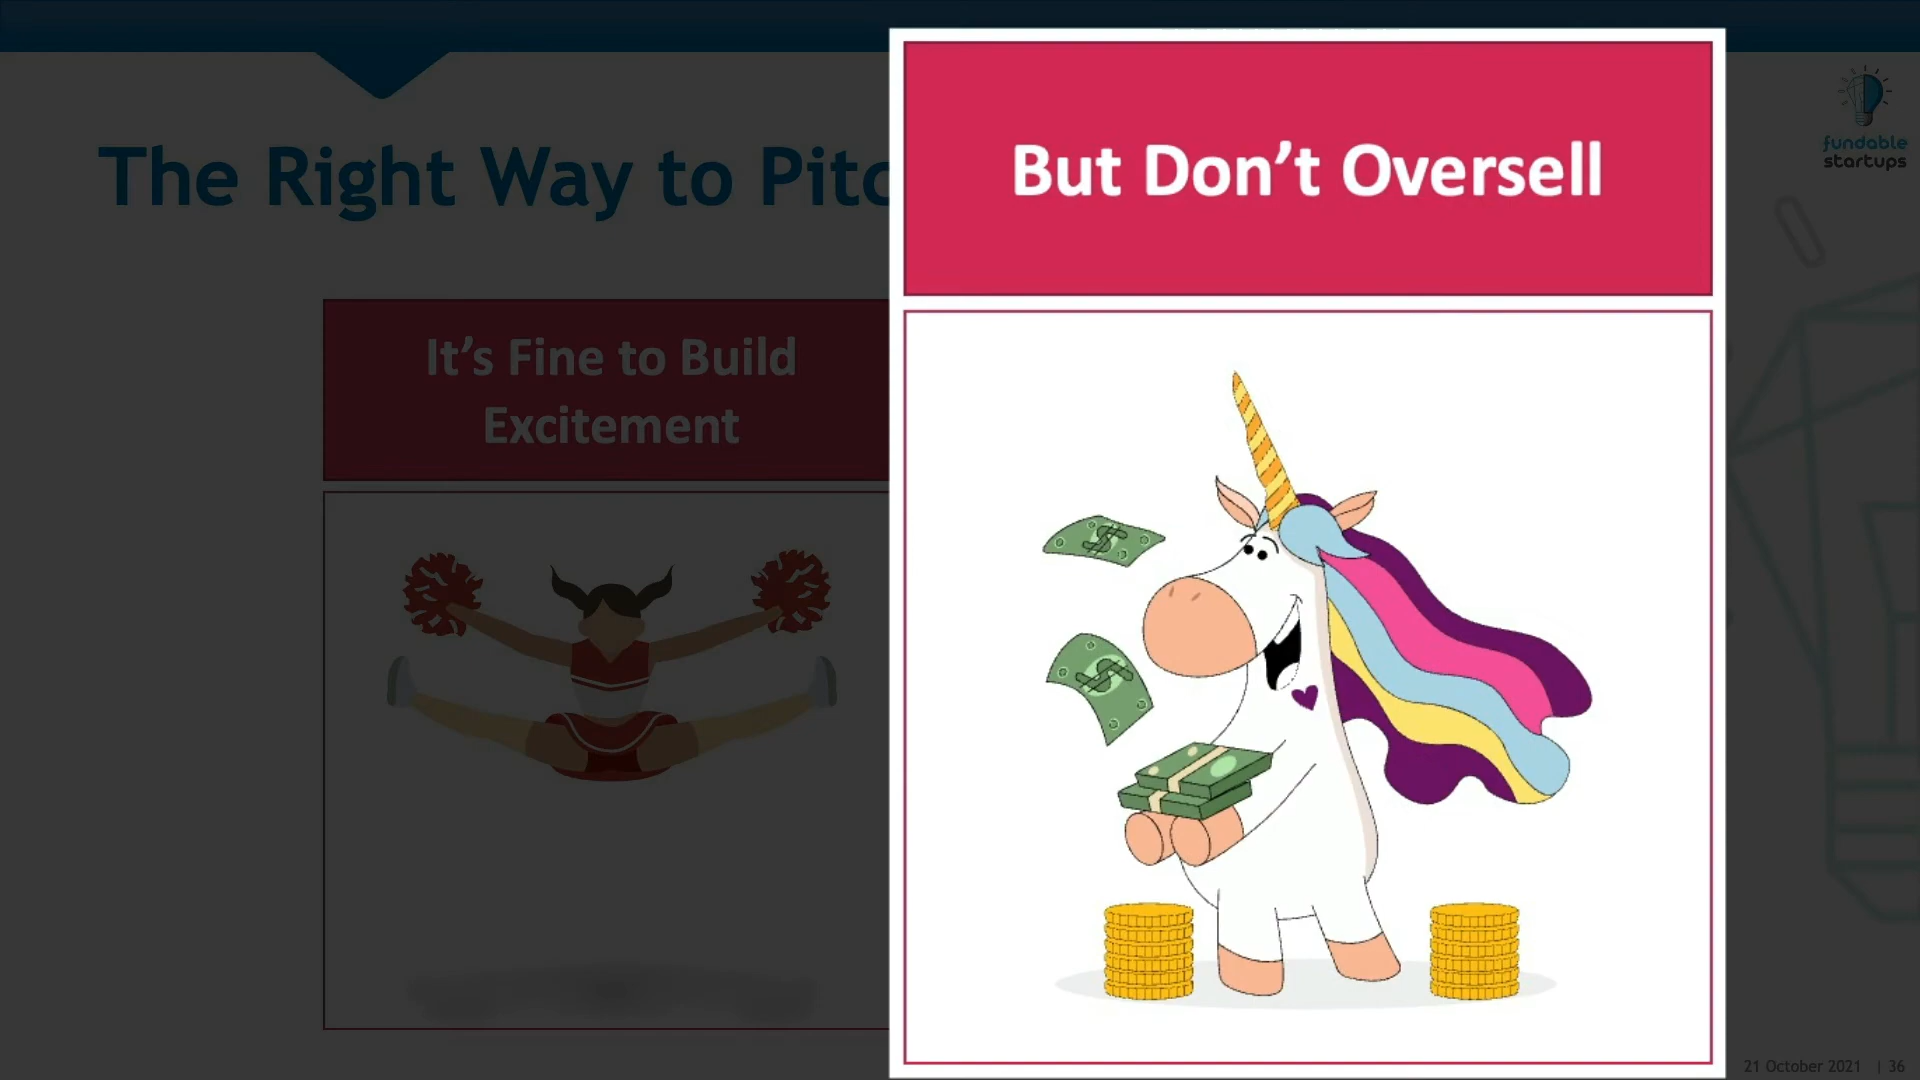 The Right Way to Pitc
But Don't Oversell
fundable
startups
It's Fine to Build
Excitement
21 October 2021 | 36